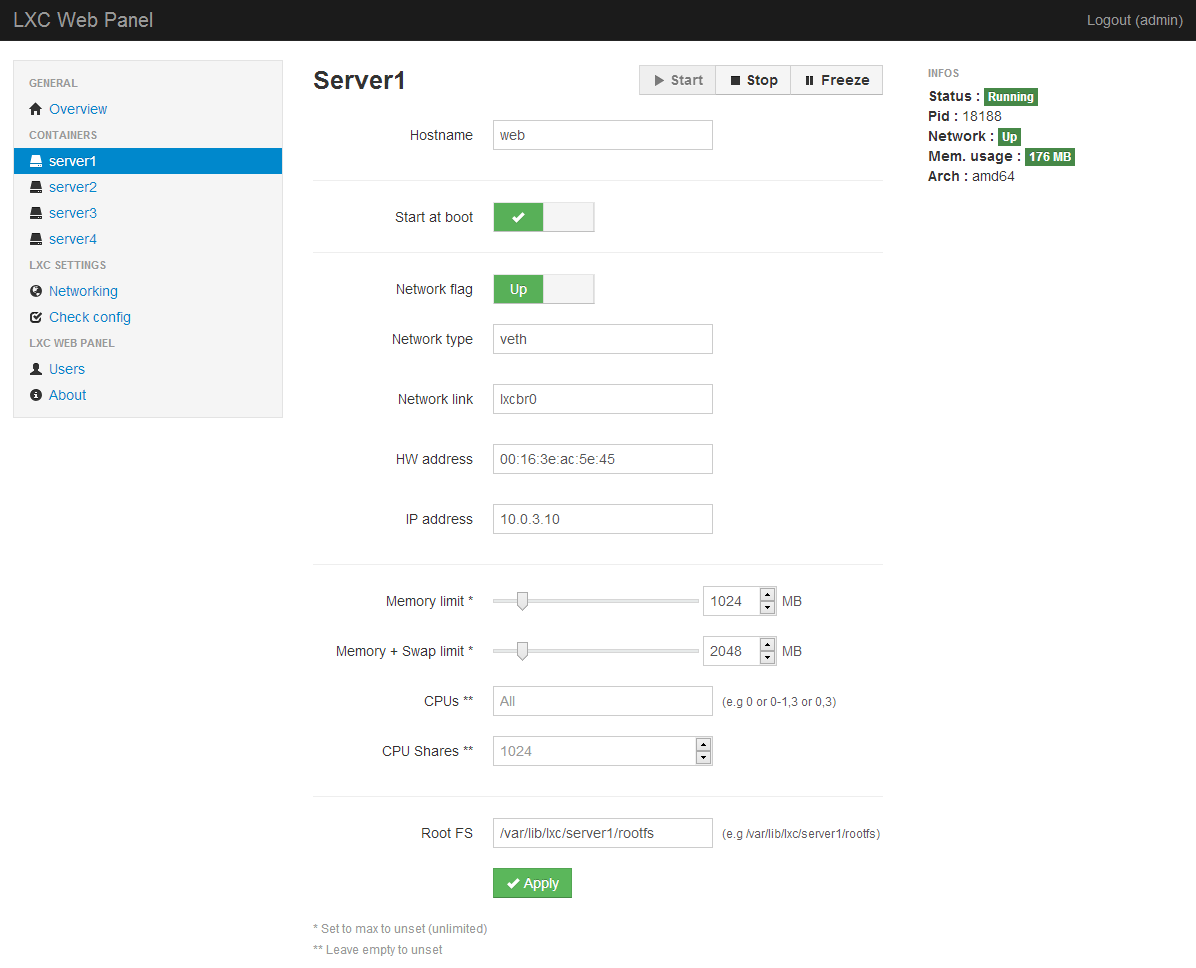 LXC Web Panel
Logout (admin)
GENERAL
Overview
CONTAINERS
server1
server2
server3
server4
LXC SETTINGS
Networking
Check config
LXC WEB PANEL
Users
About
Server1
Start Stop Freeze
Hostname web
Start at boot
Network flag Up
Network type veth
Network link lxcbr0
HW address 00:16:3e:ac:5e:45
IP address 10.0.3.10
Memory limit * 1024 MB
Memory + Swap limit * 2048 MB
CPUs ** All (e.g 0 or 0-1,3 or 0,3)
CPU Shares ** 1024
Root FS /var/lib/lxc/server1/rootfs (e.g /var/lib/lxc/server1/rootfs)
Apply
* Set to max to unset (unlimited)
** Leave empty to unset
INFOS
Status : Running
Pid : 18188
Network : Up
Mem. usage : 176 MB
Arch : amd64